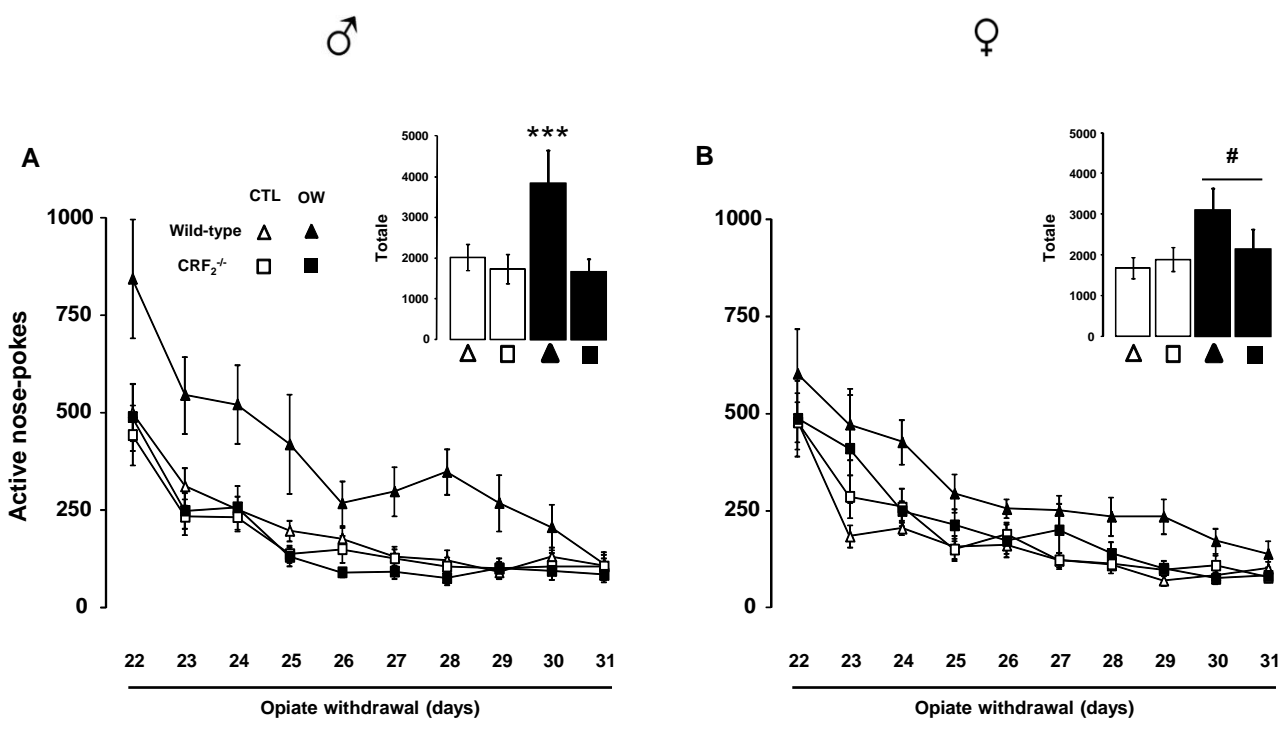 ♂
♀
A
CTL OW
Wild-type
CRF₂⁻/⁻
Active nose-pokes
1000
750
500
250
0
22 23 24 25 26 27 28 29 30 31
Opiate withdrawal (days)
Totale
5000
4000
3000
2000
1000
0
***
B
1000
750
500
250
0
22 23 24 25 26 27 28 29 30 31
Opiate withdrawal (days)
Totale
5000
4000
3000
2000
1000
0
#